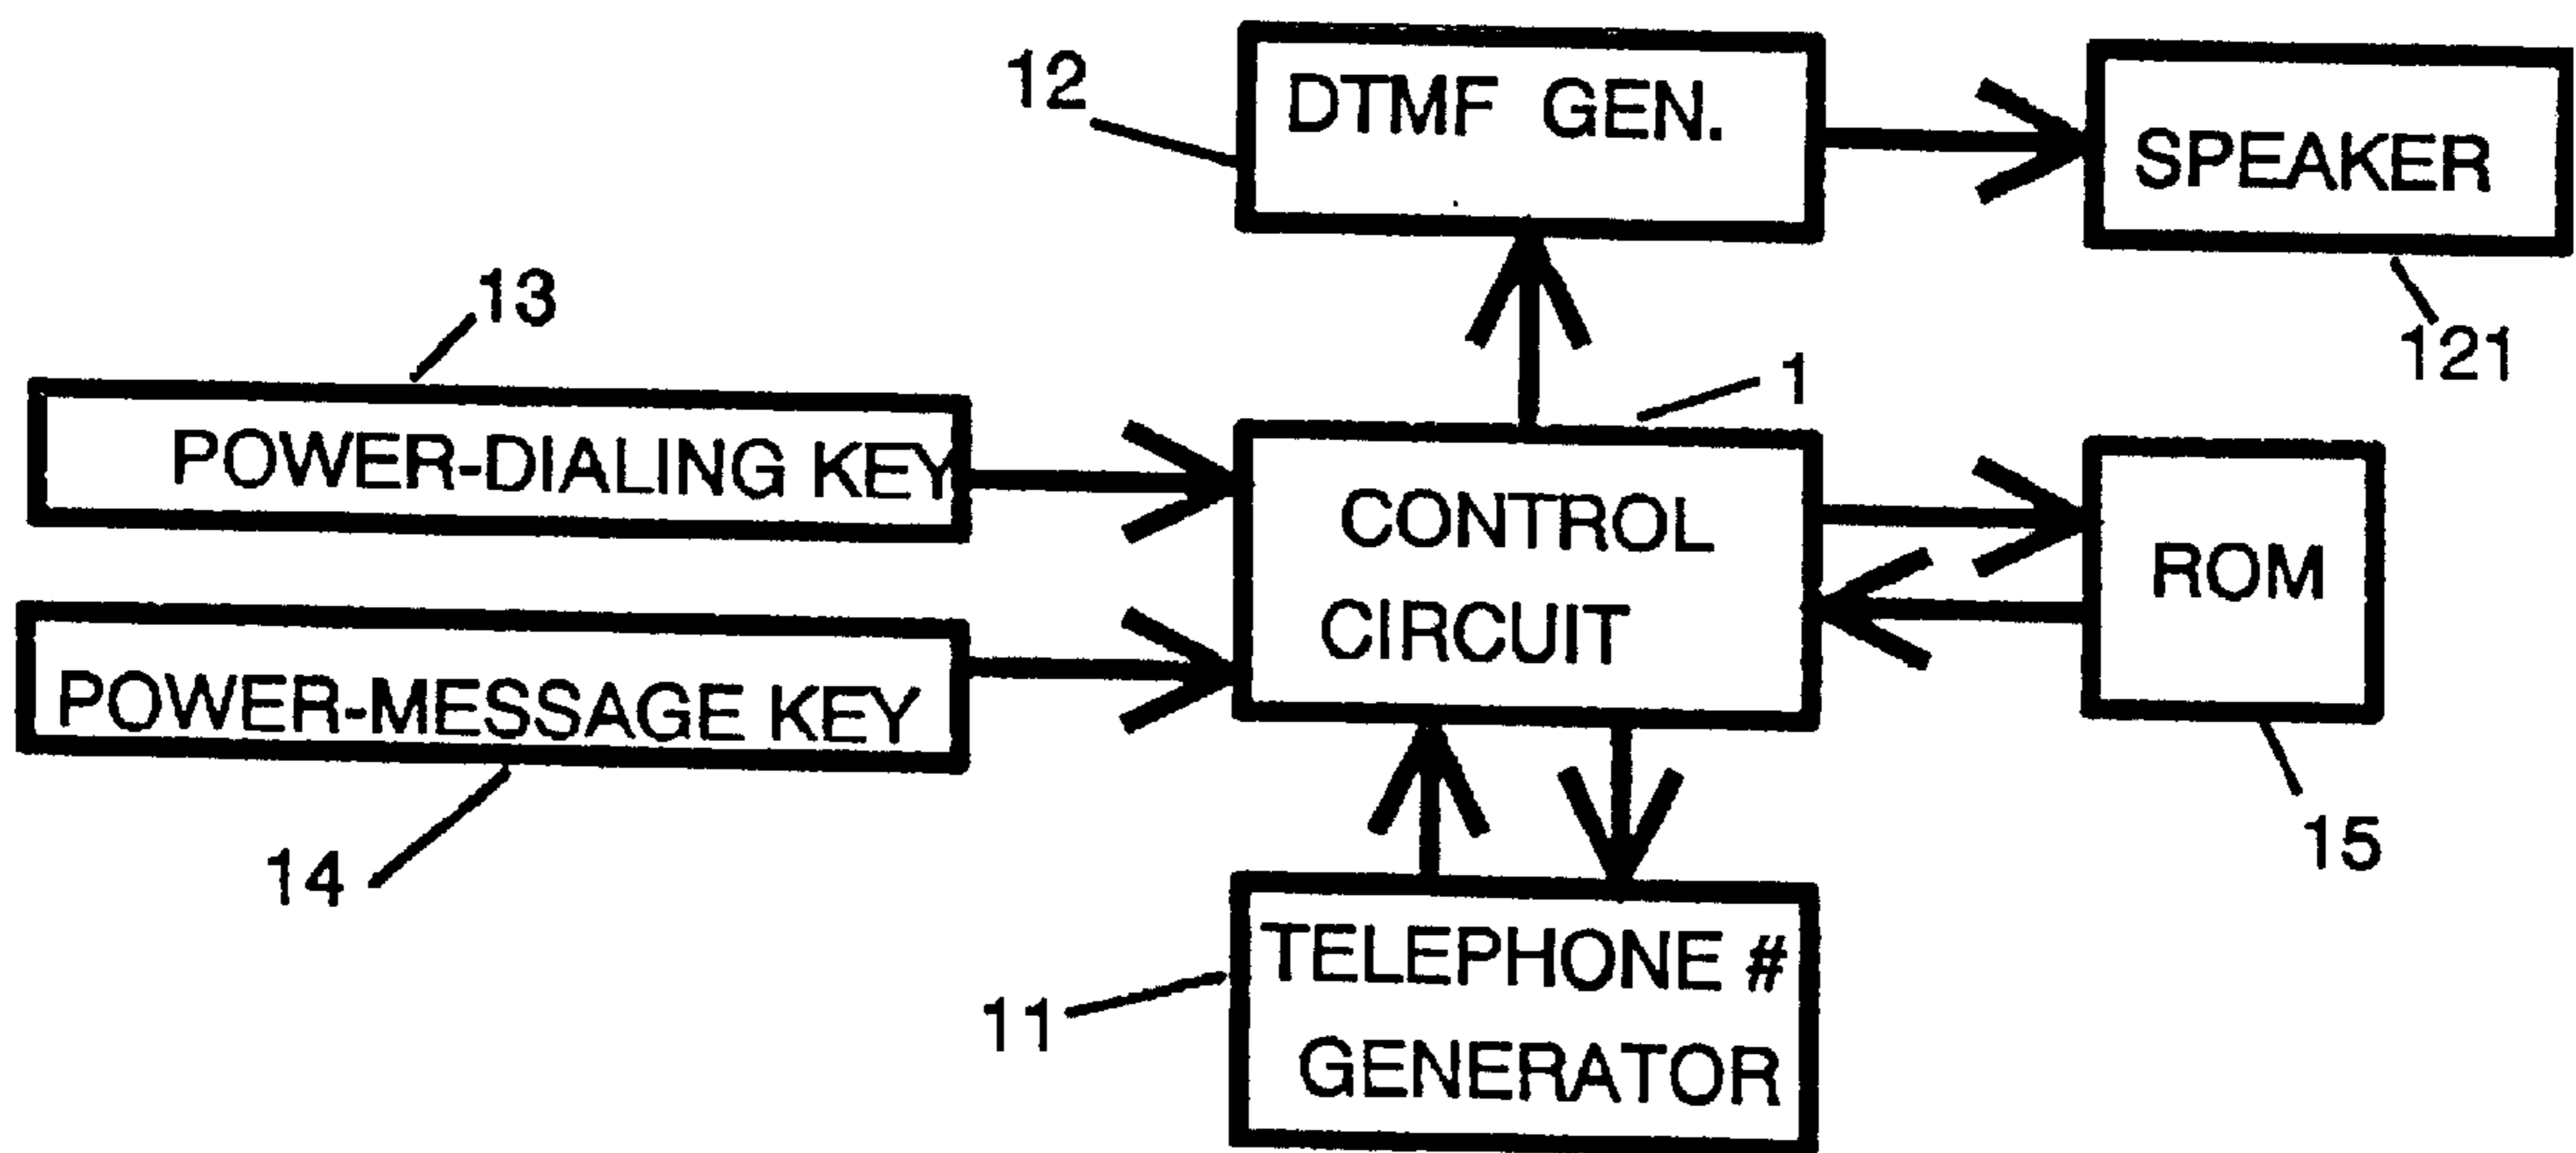 12
DTMF GEN.
SPEAKER
121
13
POWER-DIALING KEY
1
CONTROL
CIRCUIT
ROM
15
POWER-MESSAGE KEY
14
TELEPHONE #
GENERATOR
11